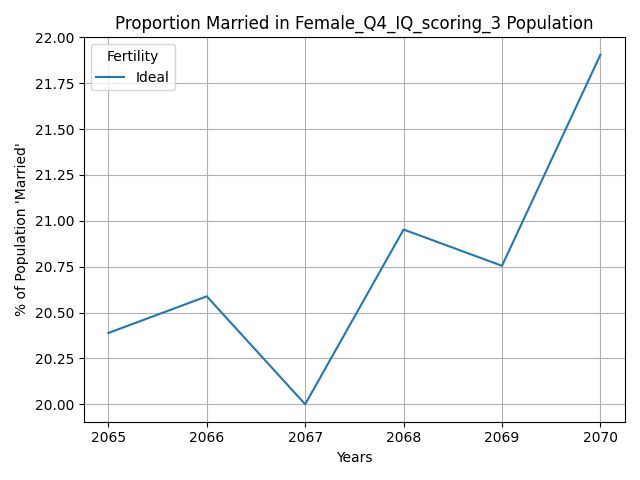 Proportion Married in Female_Q4_IQ_scoring_3 Population
Fertility
Ideal
% of Population 'Married'
22.00
21.75
21.50
21.25
21.00
20.75
20.50
20.25
20.00
2065 2066 2067 2068 2069 2070
Years